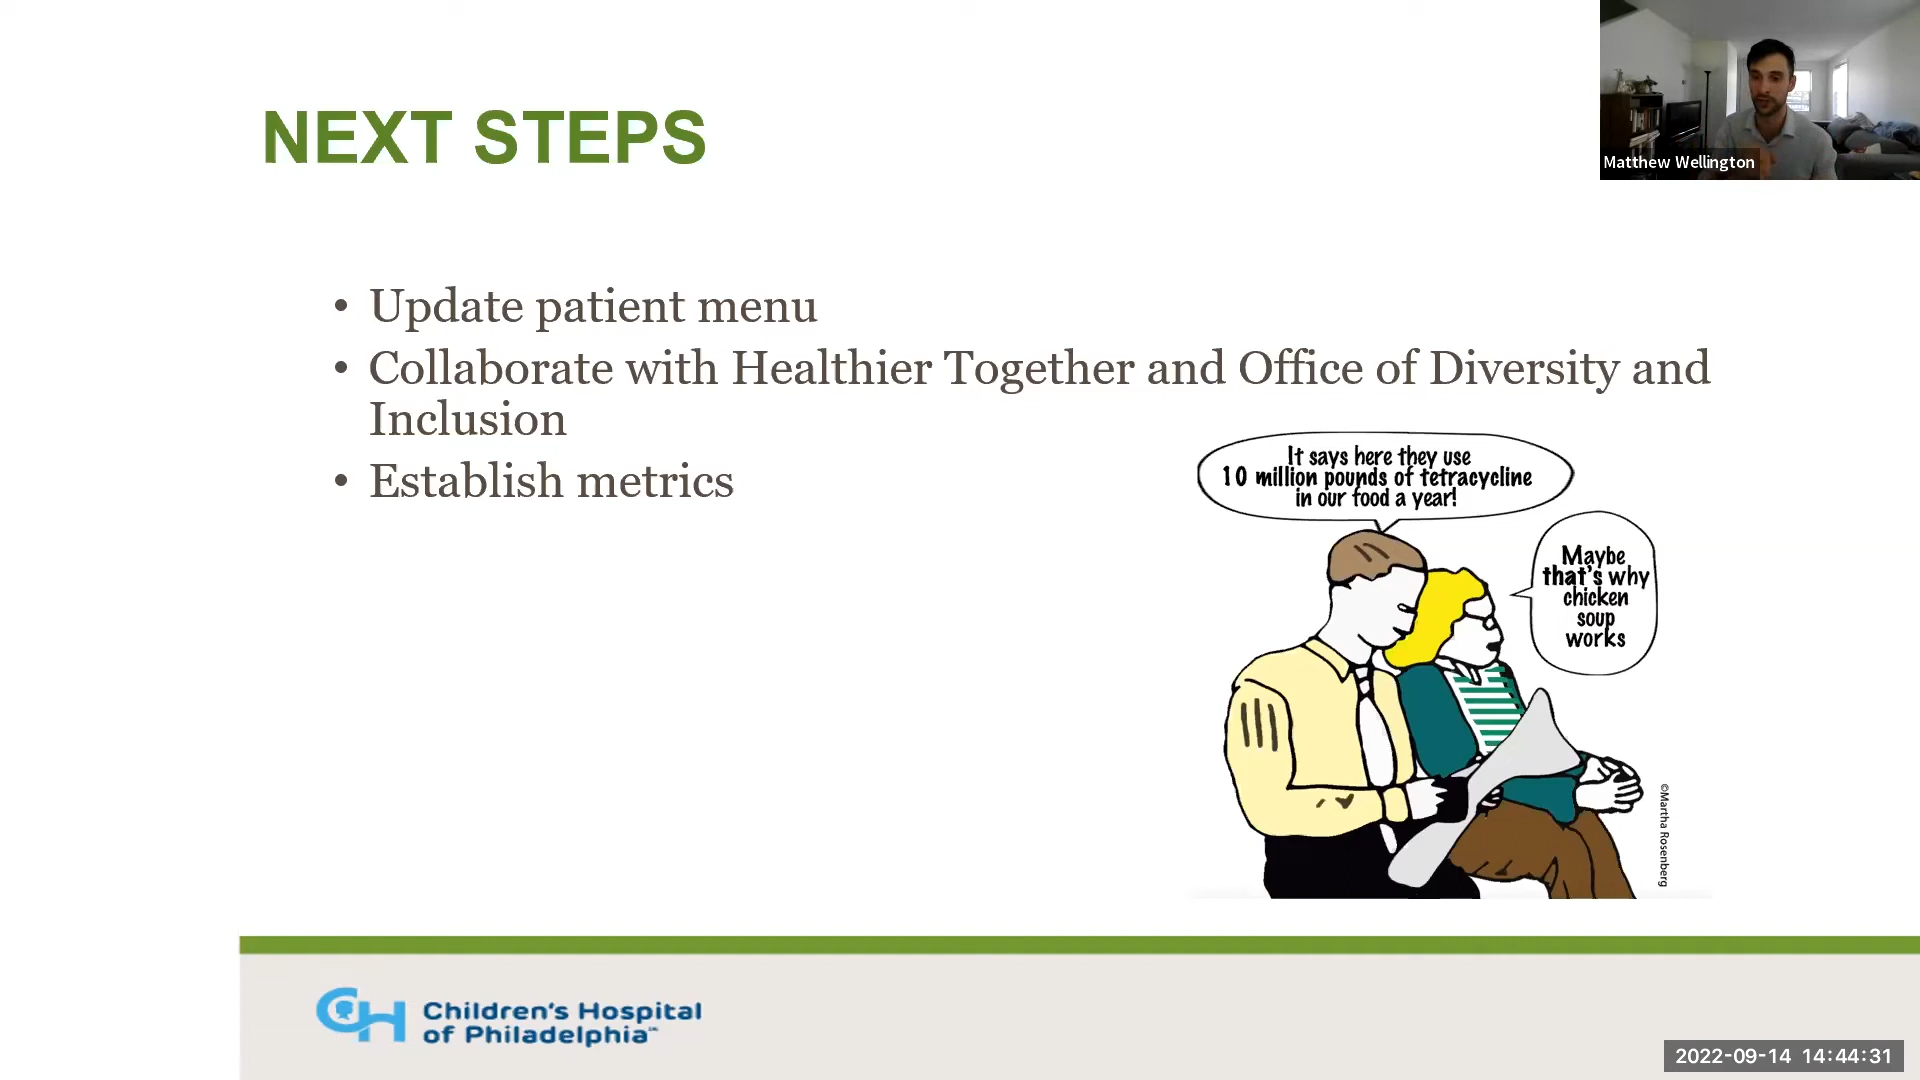 NEXT STEPS
Matthew Wellington
• Update patient menu
• Collaborate with Healthier Together and Office of Diversity and
Inclusion
• Establish metrics
It says here they use
10 million pounds of tetracycline
in our food a year!
Maybe
that's why
chicken
soup
works
©Martha Rosenberg
CH
Children's Hospital
of Philadelphia
2022-09-14 14:44:31